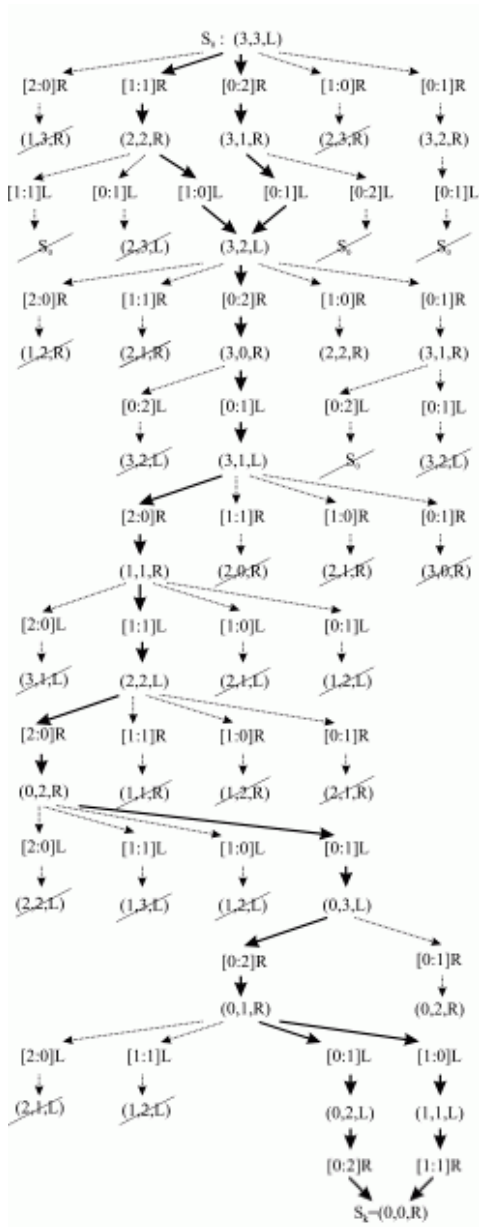 S₀ : (3,3,L)
[2:0]R [1:1]R [0:2]R [1:0]R [0:1]R
(1,3,R) (2,2,R) (3,1,R) (2,3,R) (3,2,R)
[1:1]L [0:1]L [1:0]L [0:1]L [0:2]L [0:1]L
S₀ (2,3,L) (3,2,L) S₀ S₀
[2:0]R [1:1]R [0:2]R [1:0]R [0:1]R
(1,2,R) (2,1,R) (3,0,R) (2,2,R) (3,1,R)
[0:2]L [0:1]L [0:2]L [0:1]L
(3,2,L) (3,1,L) S₀ (3,2,L)
[2:0]R [1:1]R [1:0]R [0:1]R
(1,1,R) (2,0,R) (2,1,R) (3,0,R)
[2:0]L [1:1]L [1:0]L [0:1]L
(3,1,L) (2,2,L) (2,1,L) (1,2,L)
[2:0]R [1:1]R [1:0]R [0:1]R
(0,2,R) (1,1,R) (1,2,R) (2,1,R)
[2:0]L [1:1]L [1:0]L [0:1]L
(2,2,L) (1,3,L) (1,2,L) (0,3,L)
[0:2]R [0:1]R
(0,1,R) (0,2,R)
[2:0]L [1:1]L [0:1]L [1:0]L
(2,1,L) (1,2,L) (0,2,L) (1,1,L)
[0:2]R [1:1]R
Sₖ=(0,0,R)